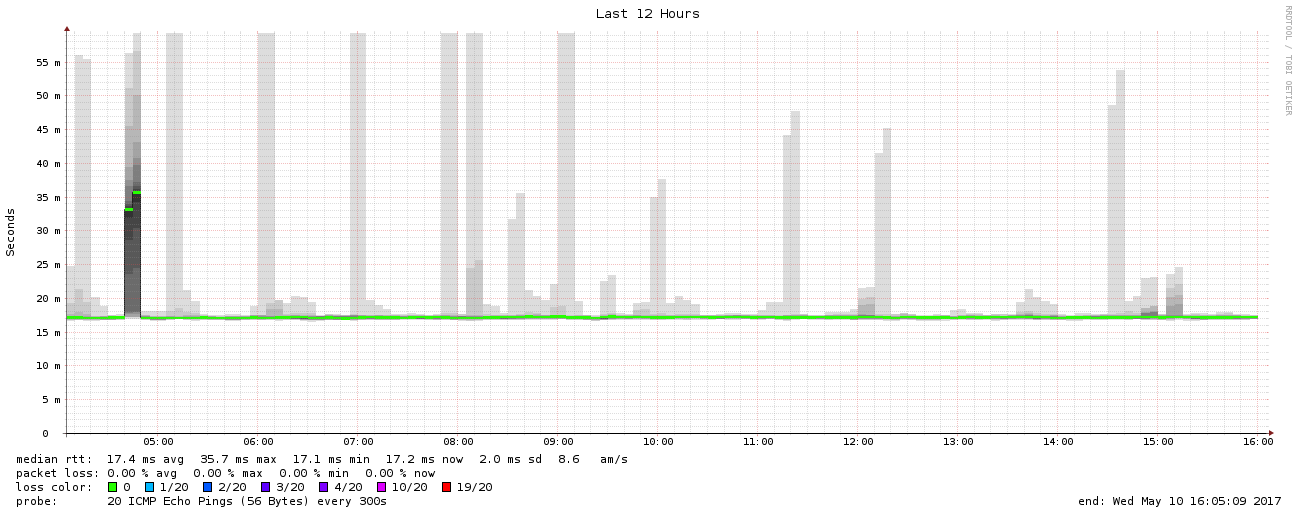 Last 12 Hours
RRDTOOL / TOBI OETIKER
Seconds
55 m
50 m
45 m
40 m
35 m
30 m
25 m
20 m
15 m
10 m
5 m
0
05:00 06:00 07:00 08:00 09:00 10:00 11:00 12:00 13:00 14:00 15:00 16:00
median rtt: 17.4 ms avg 35.7 ms max 17.1 ms min 17.2 ms now 2.0 ms sd 8.6 am/s
packet loss: 0.00 % avg 0.00 % max 0.00 % min 0.00 % now
loss color: 0 1/20 2/20 3/20 4/20 10/20 19/20
probe: 20 ICMP Echo Pings (56 Bytes) every 300s end: Wed May 10 16:05:09 2017